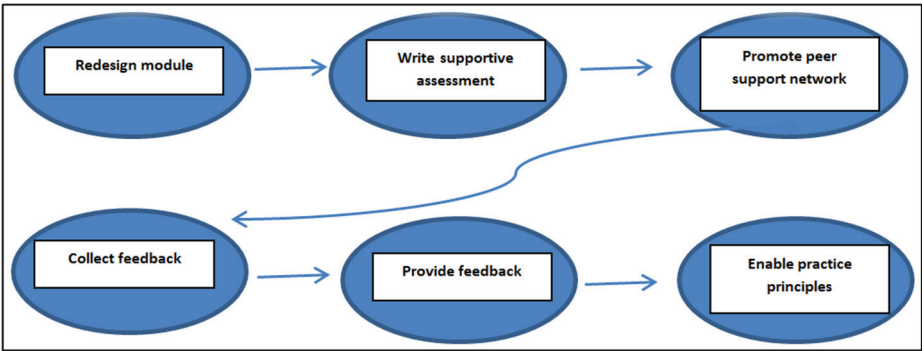 Redesign module
Write supportive
assessment
Promote peer
support network
Collect feedback
Provide feedback
Enable practice
principles